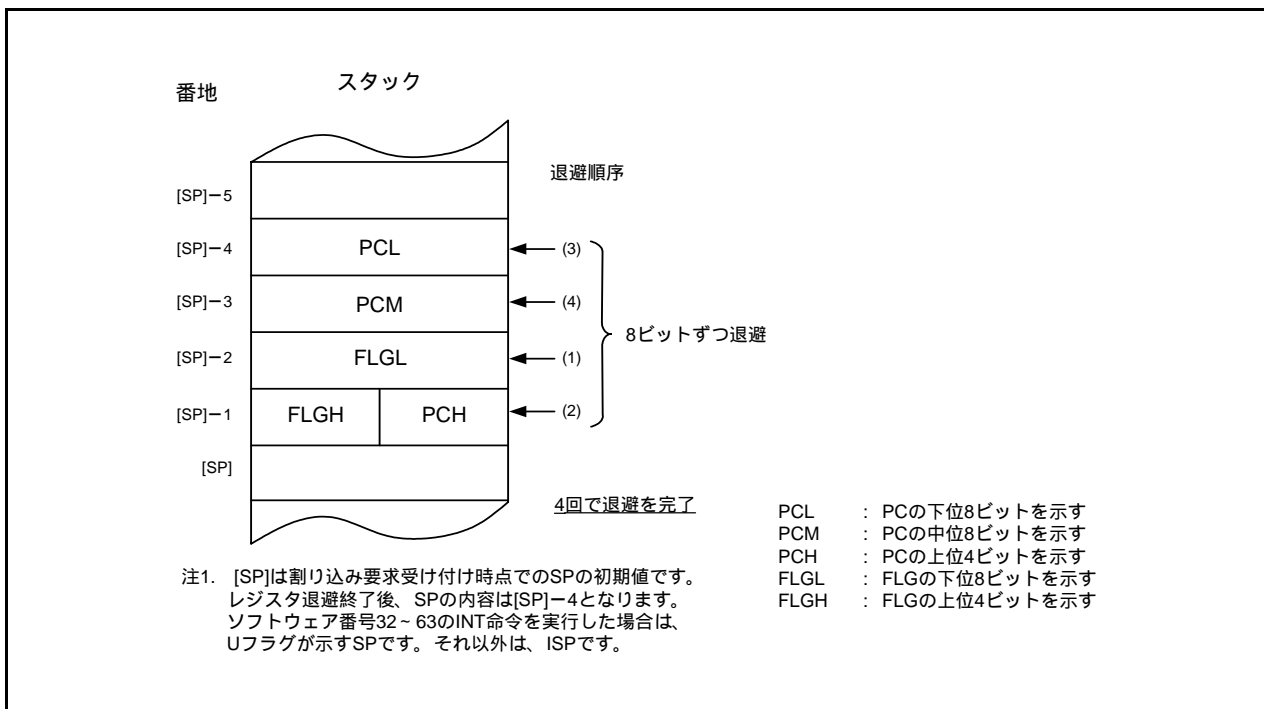 番地
スタック
退避順序
[SP]－5
[SP]－4 PCL (3)
[SP]－3 PCM (4)
8ビットずつ退避
[SP]－2 FLGL (1)
[SP]－1 FLGH PCH (2)
[SP]
4回で退避を完了
PCL : PCの下位8ビットを示す
PCM : PCの中位8ビットを示す
PCH : PCの上位4ビットを示す
FLGL : FLGの下位8ビットを示す
FLGH : FLGの上位4ビットを示す
注1. [SP]は割り込み要求受け付け時点でのSPの初期値です。
レジスタ退避終了後、SPの内容は[SP]－4となります。
ソフトウェア番号32～63のINT命令を実行した場合は、
Uフラグが示すSPです。それ以外は、ISPです。